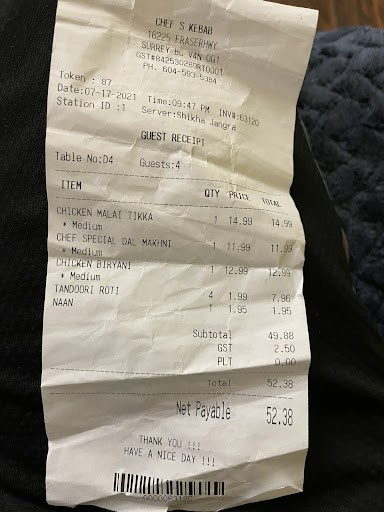 CHEF S KEBAB
16225 FRASERHWY
SURREY BC V4N 0G1
GST#842530289RT0001
PH. 604-503-5384
Token : 87
Date:07-17-2021 Time:09:47 PM INV#:63120
Station ID :1 Server:Shikha Jangra
GUEST RECEIPT
Table No:D4 Guests:4
ITEM QTY PRICE TOTAL
CHICKEN MALAI TIKKA 1 14.99 14.99
* Medium
CHEF SPECIAL DAL MAKHNI 1 11.99 11.99
* Medium
CHICKEN BIRYANI 1 12.99 12.99
* Medium
TANDOORI ROTI 4 1.99 7.96
NAAN 1 1.95 1.95
Subtotal 49.88
GST 2.50
PLT 0.00
Total 52.38
Net Payable 52.38
THANK YOU !!!
HAVE A NICE DAY !!!
0000063120